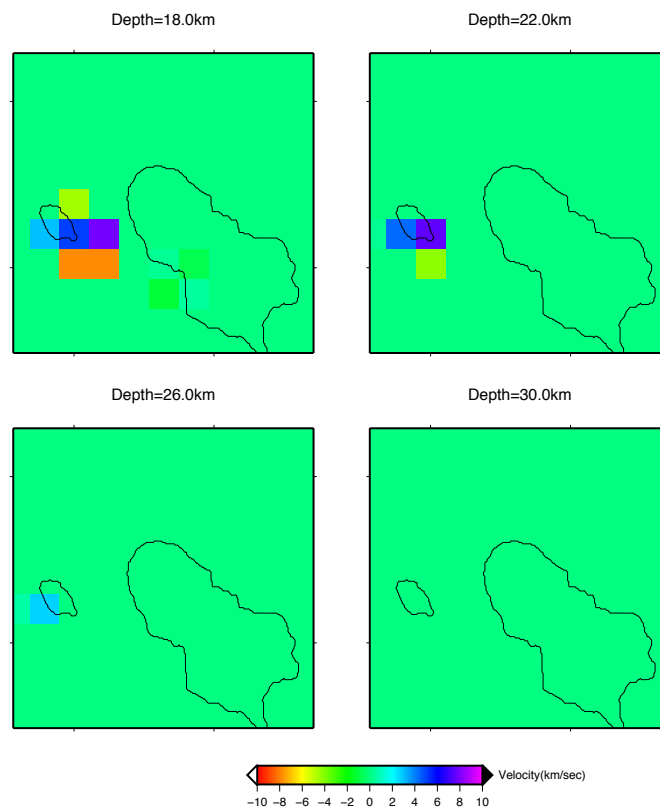 Depth=18.0km
Depth=22.0km
Depth=26.0km
Depth=30.0km
−10 −8 −6 −4 −2 0 2 4 6 8 10 Velocity(km/sec)